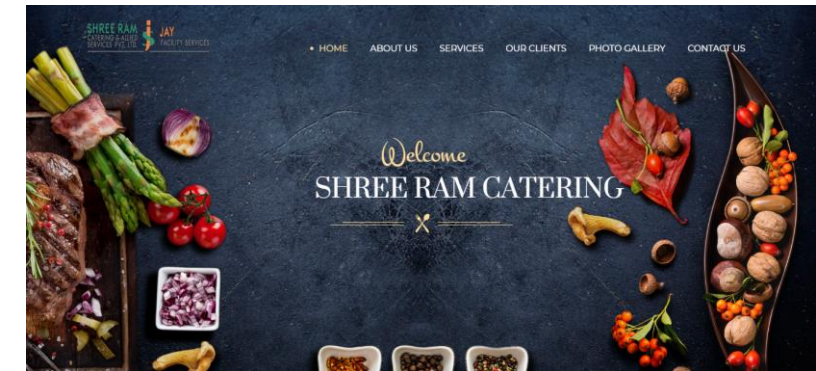 SHREE RAM
CATERING & ALLIED
SERVICES PVT. LTD.
JAY
FACILITY SERVICES
• HOME ABOUT US SERVICES OUR CLIENTS PHOTO GALLERY CONTACT US
Welcome
SHREE RAM CATERING